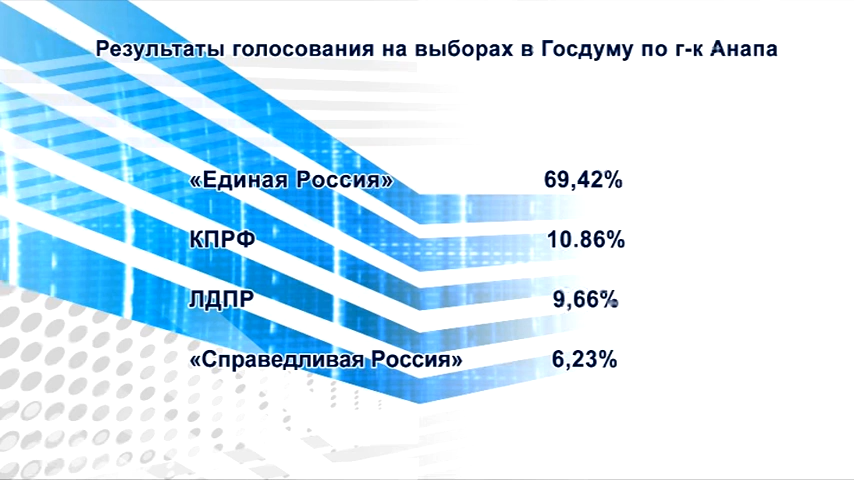 Результаты голосования на выборах в Госдуму по г-к Анапа
«Единая Россия» 69,42%
КПРФ 10.86%
ЛДПР 9,66%
«Справедливая Россия» 6,23%